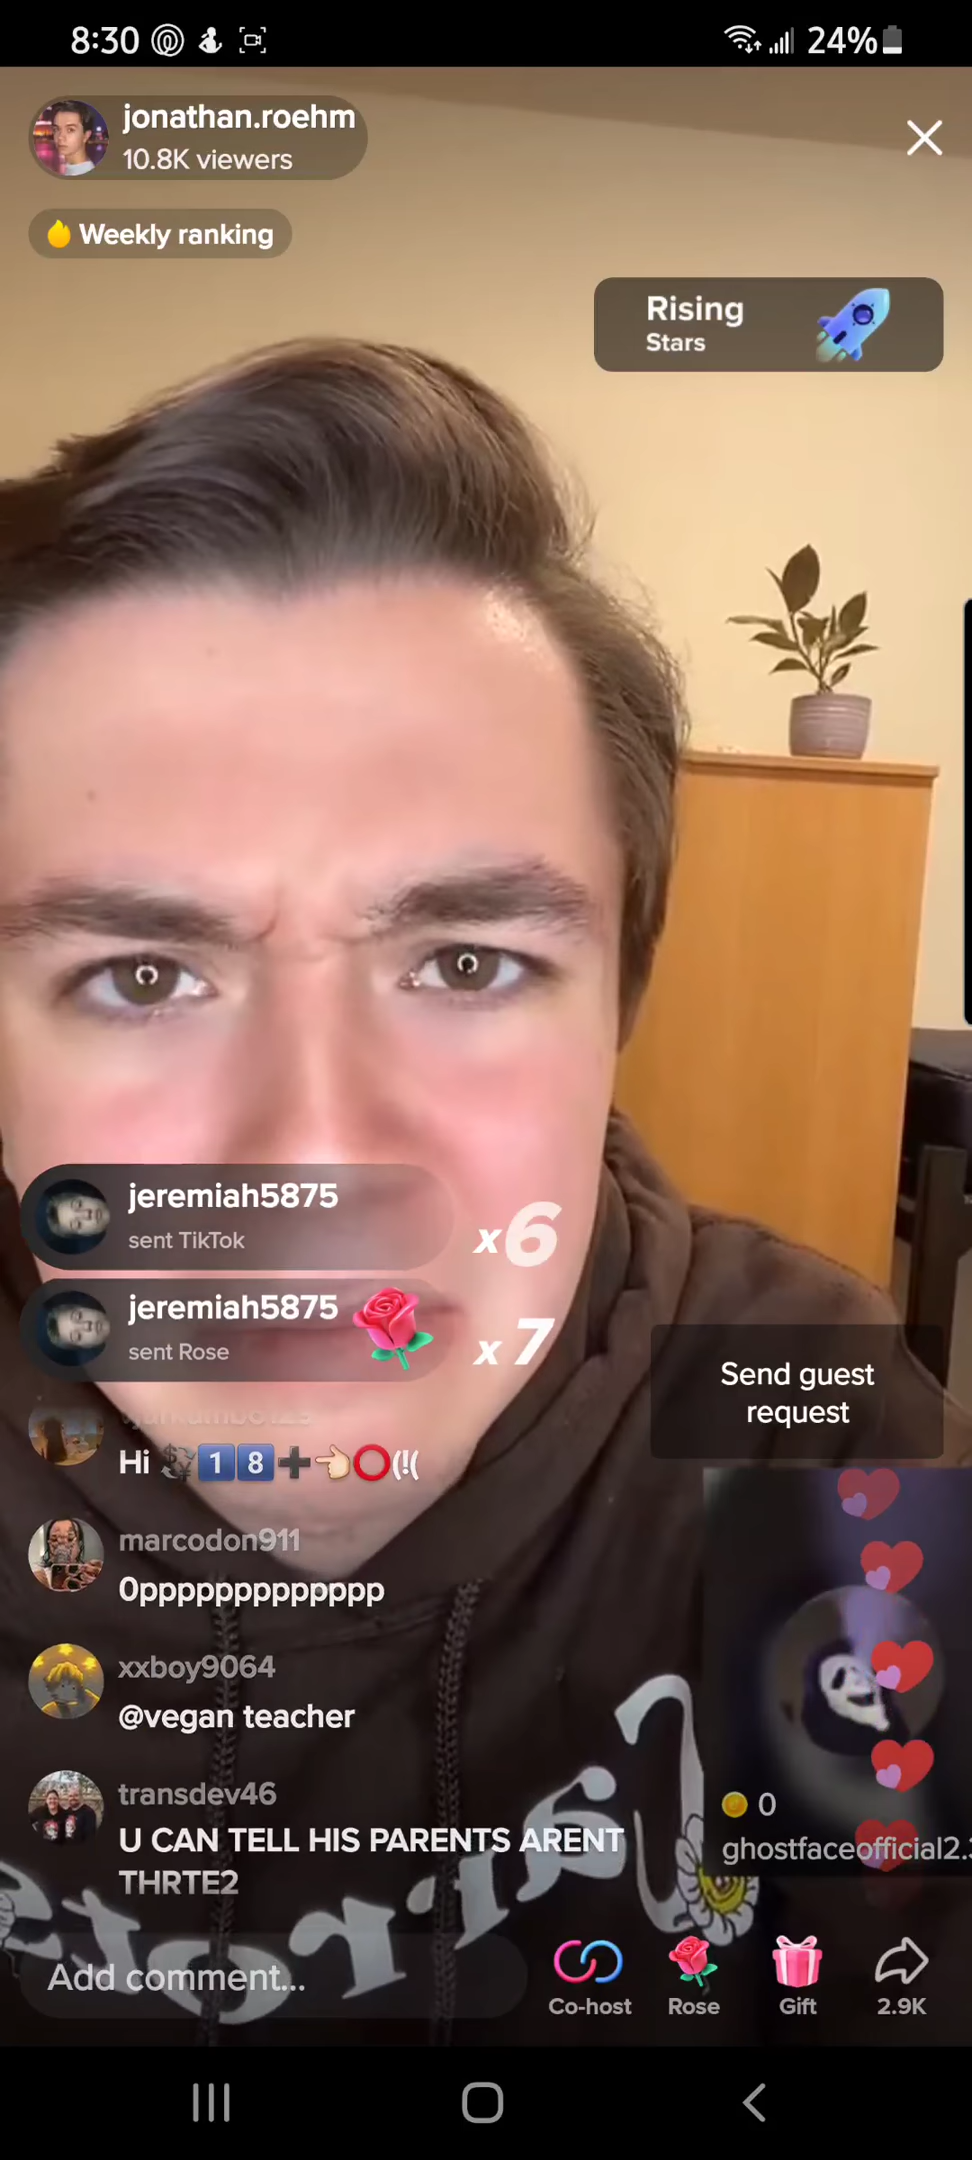 8:30
24%
jonathan.roehm
10.8K viewers
Weekly ranking
Rising
Stars
jeremiah5875
sent TikTok
x6
jeremiah5875
sent Rose
x7
Send guest
request
Hi 💱1️⃣8️⃣➕👈🏻⭕(!(
marcodon911
0ppppppppppppp
xxboy9064
@vegan teacher
transdev46
U CAN TELL HIS PARENTS ARENT
THRTE2
0
ghostfaceofficial2.
Add comment...
Co-host
Rose
Gift
2.9K